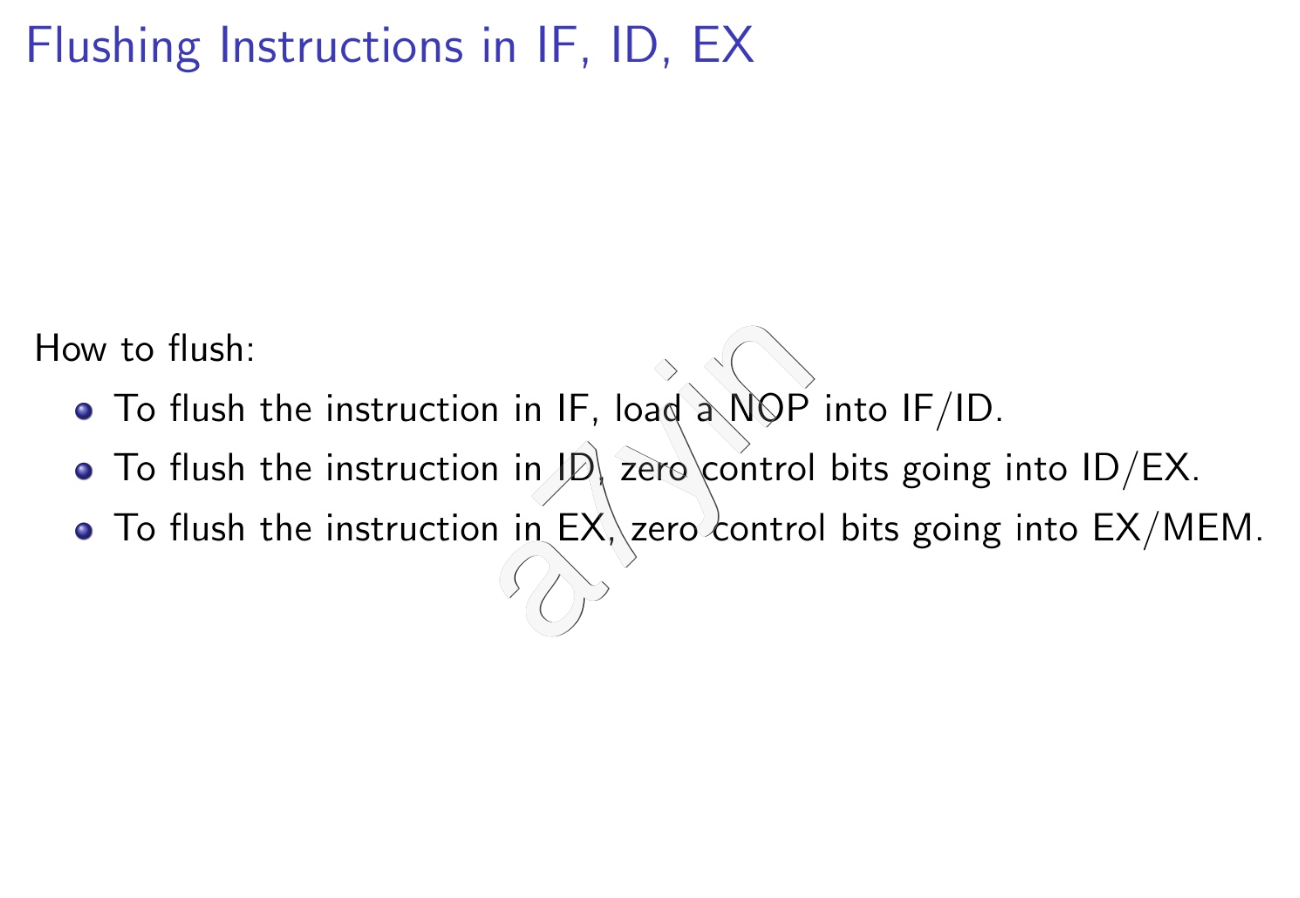 Flushing Instructions in IF, ID, EX
How to flush:
To flush the instruction in IF, load a NOP into IF/ID.
To flush the instruction in ID, zero control bits going into ID/EX.
To flush the instruction in EX, zero control bits going into EX/MEM.
a7yin